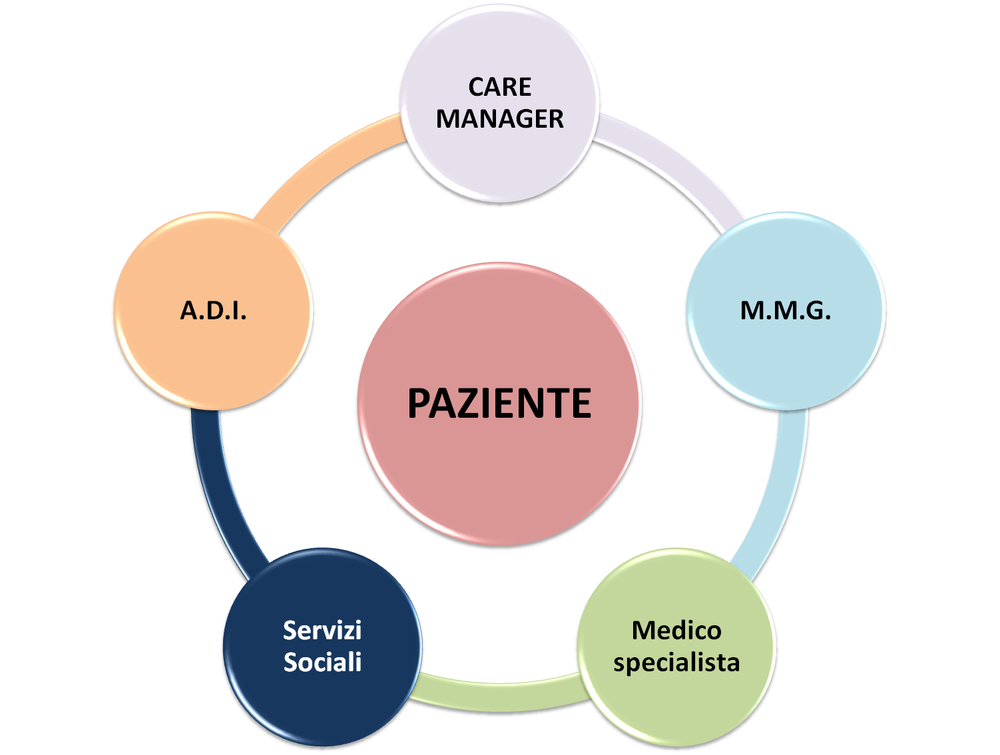 CARE
MANAGER
A.D.I.
M.M.G.
PAZIENTE
Servizi
Sociali
Medico
specialista